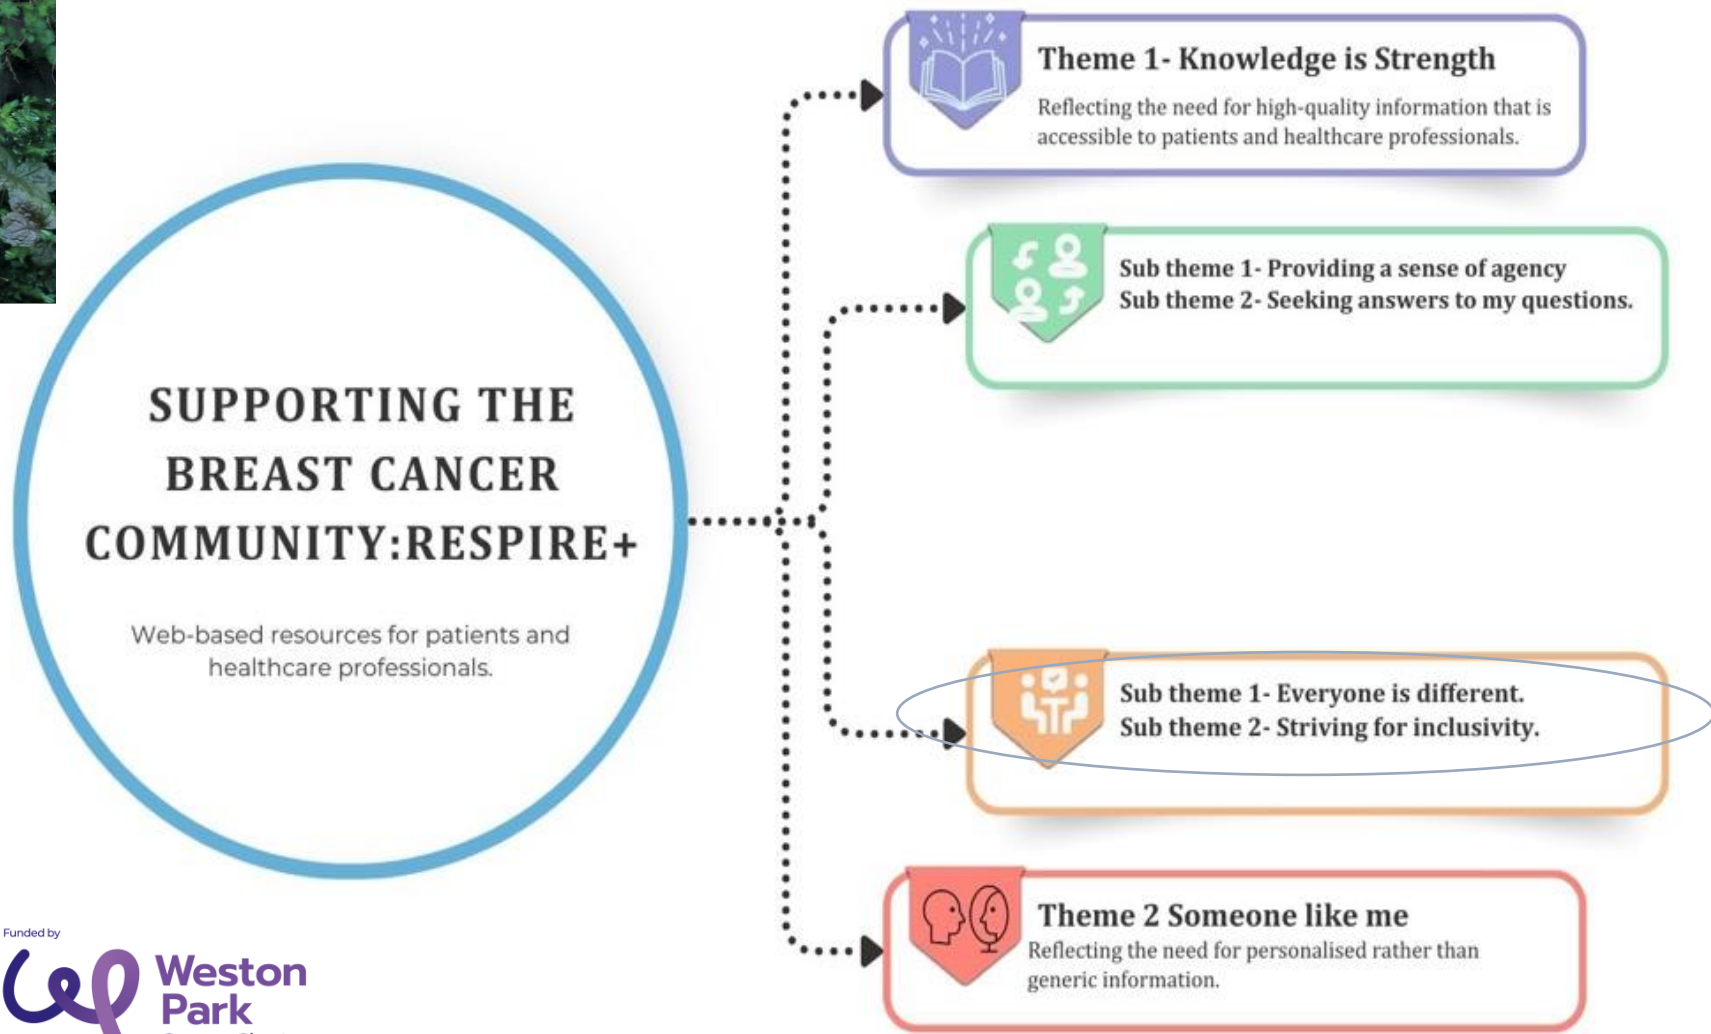 SUPPORTING THE
BREAST CANCER
COMMUNITY:RESPIRE+
Web-based resources for patients and
healthcare professionals.
Theme 1- Knowledge is Strength
Reflecting the need for high-quality information that is
accessible to patients and healthcare professionals.
Sub theme 1- Providing a sense of agency
Sub theme 2- Seeking answers to my questions.
Sub theme 1- Everyone is different.
Sub theme 2- Striving for inclusivity.
Theme 2 Someone like me
Reflecting the need for personalised rather than
generic information.
Funded by
Weston
Park